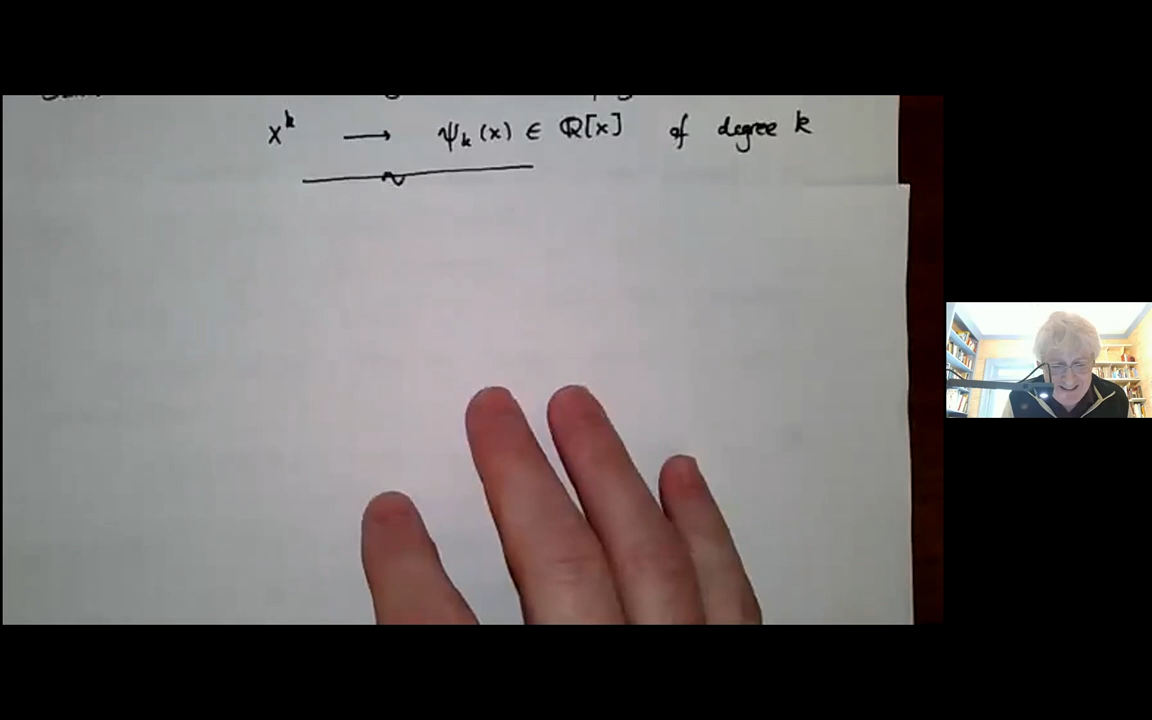 x^k → ψ_k(x) ∈ ℚ[x] of degree k